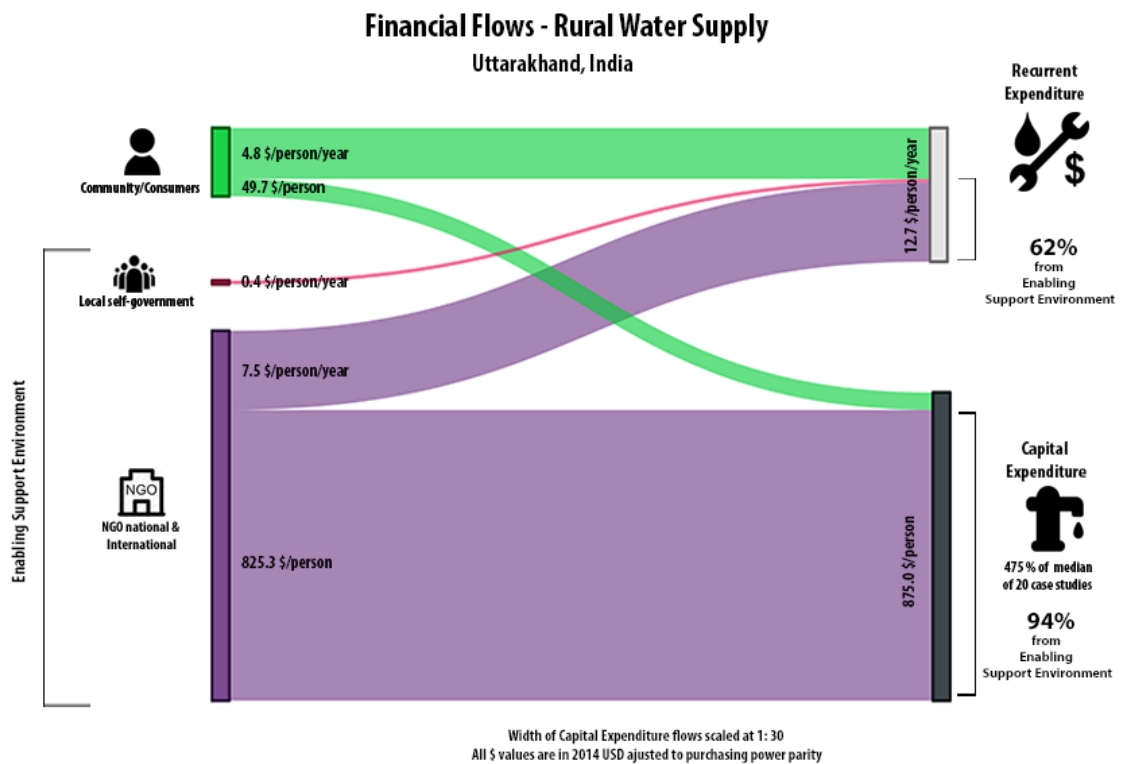 Financial Flows - Rural Water Supply
Uttarakhand, India
Recurrent
Expenditure
4.8 $/person/year
Community/Consumers
49.7 $/person
12.7 $/person/year
$
62%
from
Enabling
Support Environment
0.4 $/person/year
Local self-government
7.5 $/person/year
Enabling Support Environment
NGO
NGO national &
International
825.3 $/person
875.0 $/person
Capital
Expenditure
475% of median
of 20 case studies
94%
from
Enabling
Support Environment
Width of Capital Expenditure flows scaled at 1: 30
All $ values are in 2014 USD ajusted to purchasing power parity